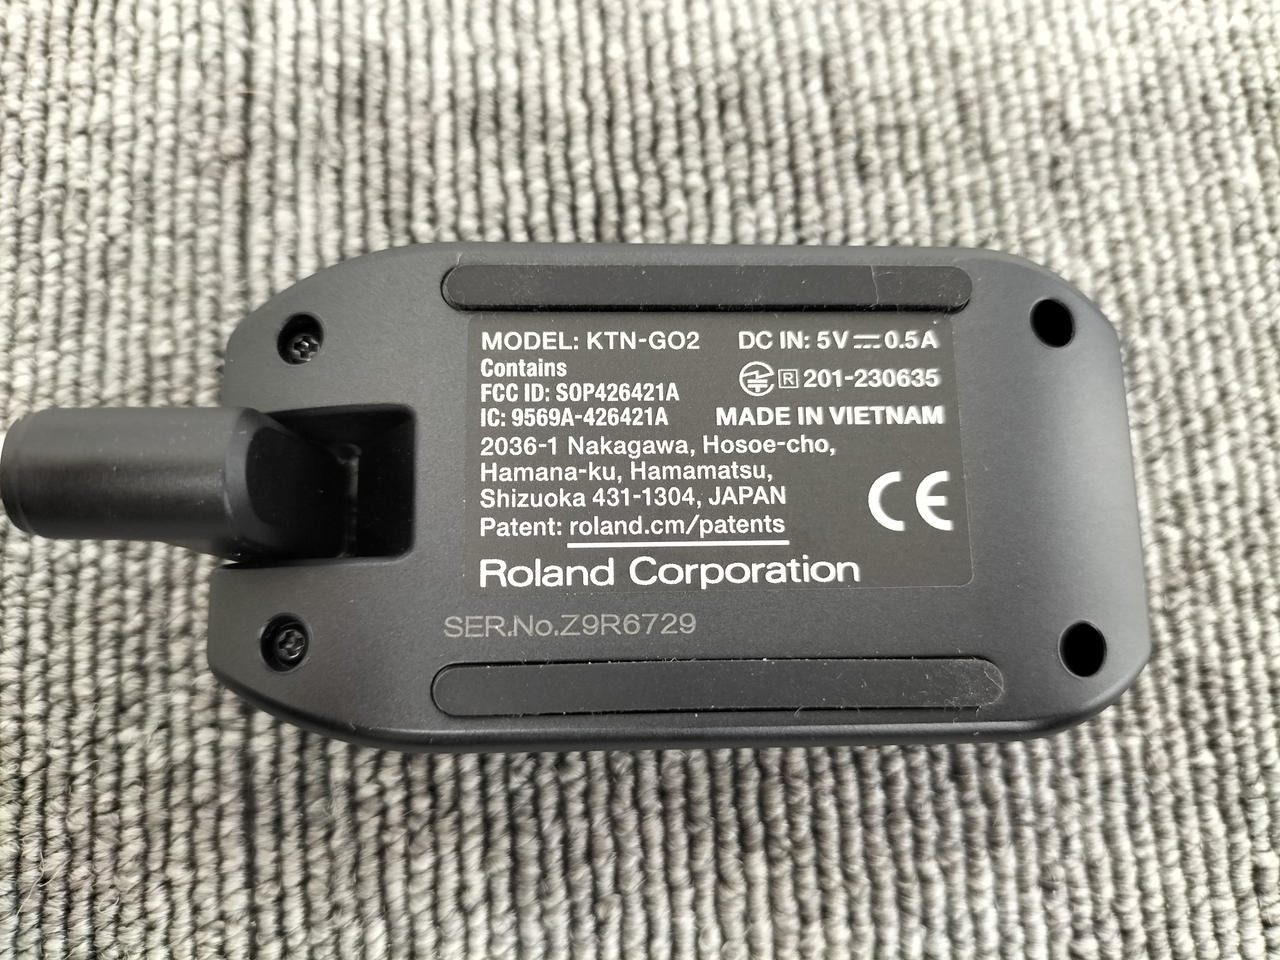 MODEL: KTN-GO2 DC IN: 5V⎓0.5A
Contains
FCC ID: SOP426421A R 201-230635
IC: 9569A-426421A MADE IN VIETNAM
2036-1 Nakagawa, Hosoe-cho,
Hamana-ku, Hamamatsu,
Shizuoka 431-1304, JAPAN CE
Patent: roland.cm/patents
Roland Corporation
SER.No.Z9R6729